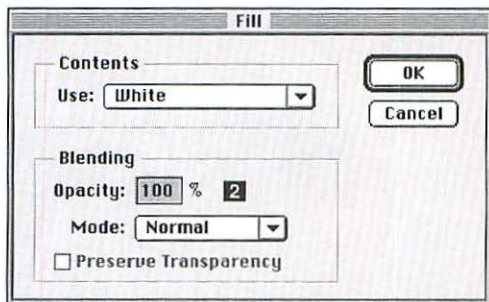 Fill
Contents
Use: White
OK
Cancel
Blending
Opacity: 100 % 2
Mode: Normal
Preserve Transparency